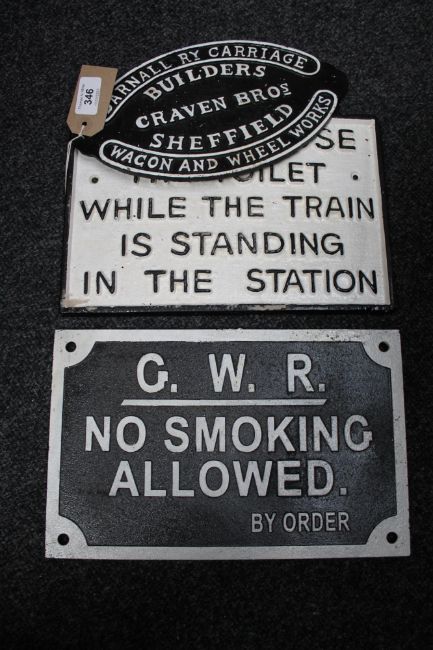 346
DARNALL RY CARRIAGE
BUILDERS
CRAVEN BROS
SHEFFIELD
WAGON AND WHEEL WORKS
SE
TOILET
WHILE THE TRAIN
IS STANDING
IN THE STATION
G. W. R.
NO SMOKING
ALLOWED.
BY ORDER